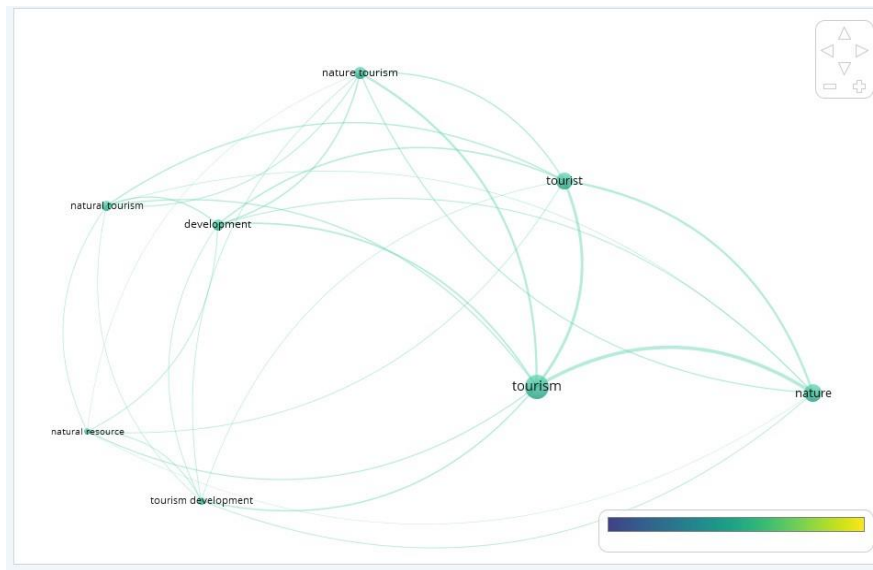 nature tourism
tourist
natural tourism
development
tourism
nature
natural resource
tourism development